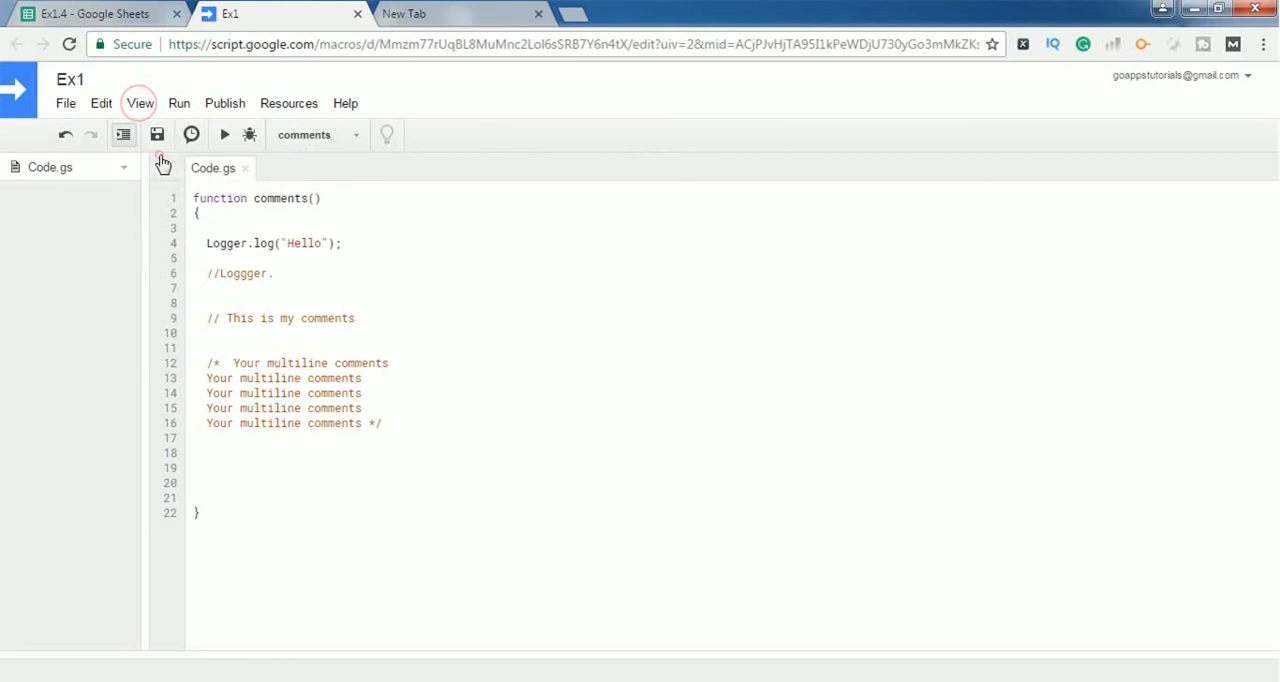 Ex1.4 - Google Sheets
Ex1
New Tab
Secure
https://script.google.com/macros/d/Mmzm77rUqBL8MuMnc2Lol6sSRB7Y6n4tX/edit?uiv=2&mid=ACjPJvHjTA95I1kPeWDjU730yGo3mMkZKs
IQ
Ex1
goappstutorials@gmail.com
File Edit View Run Publish Resources Help
comments
Code.gs
Code.gs
1 function comments()
2 {
3
4 Logger.log("Hello");
5
6 //Loggger.
7
8
9 // This is my comments
10
11
12 /* Your multiline comments
13 Your multiline comments
14 Your multiline comments
15 Your multiline comments
16 Your multiline comments */
17
18
19
20
21
22 }